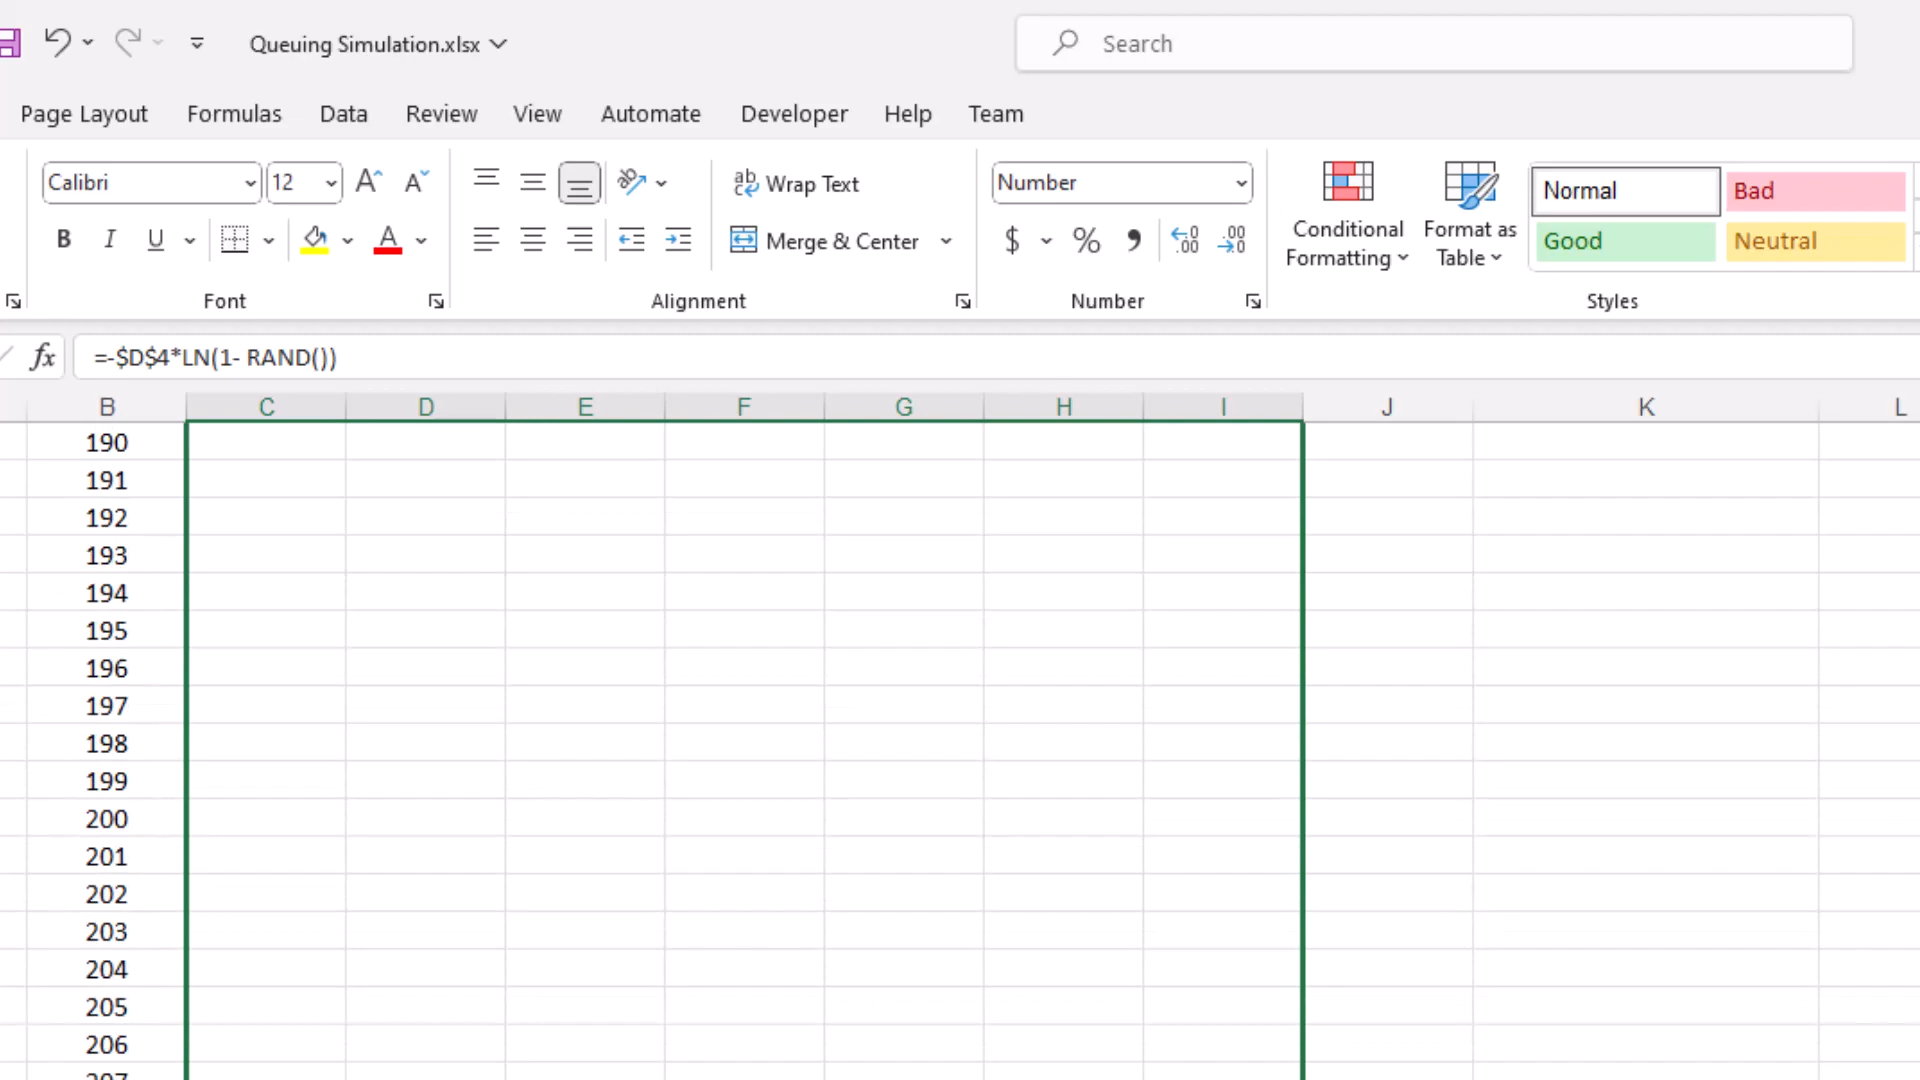 Queuing Simulation.xlsx
Search
Page Layout Formulas Data Review View Automate Developer Help Team
Calibri 12 Wrap Text Number
B I U Merge & Center $ % Conditional Formatting Format as Table
Normal Bad
Good Neutral
Font Alignment Number Styles
fx =-$D$4*LN(1- RAND())
B C D E F G H I J K L
190
191
192
193
194
195
196
197
198
199
200
201
202
203
204
205
206